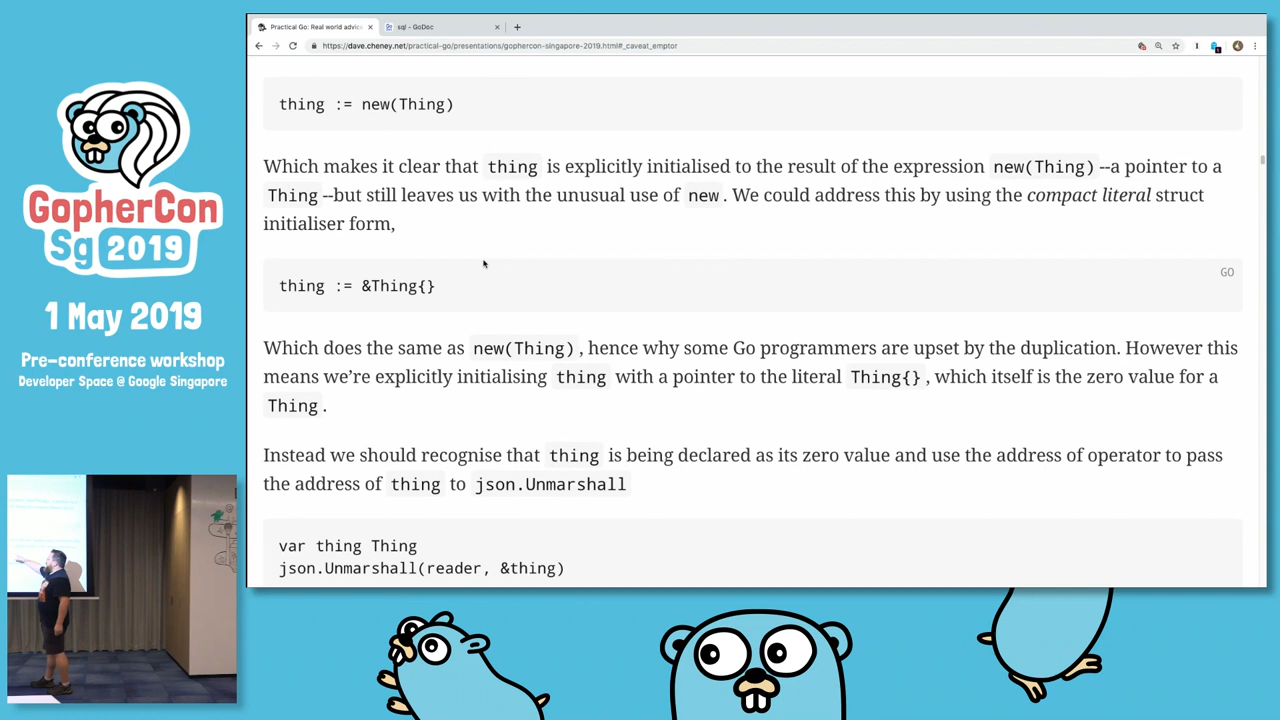 GopherCon
Sg 2019
1 May 2019
Pre-conference workshop
Developer Space @ Google Singapore
Practical Go: Real world advic
sql - GoDoc
https://dave.cheney.net/practical-go/presentations/gophercon-singapore-2019.html#_caveat_emptor
thing := new(Thing)
Which makes it clear that thing is explicitly initialised to the result of the expression new(Thing) --a pointer to a
Thing --but still leaves us with the unusual use of new. We could address this by using the compact literal struct
initialiser form,
GO
thing := &Thing{}
Which does the same as new(Thing), hence why some Go programmers are upset by the duplication. However this
means we’re explicitly initialising thing with a pointer to the literal Thing{}, which itself is the zero value for a
Thing.
Instead we should recognise that thing is being declared as its zero value and use the address of operator to pass
the address of thing to json.Unmarshall
var thing Thing
json.Unmarshall(reader, &thing)